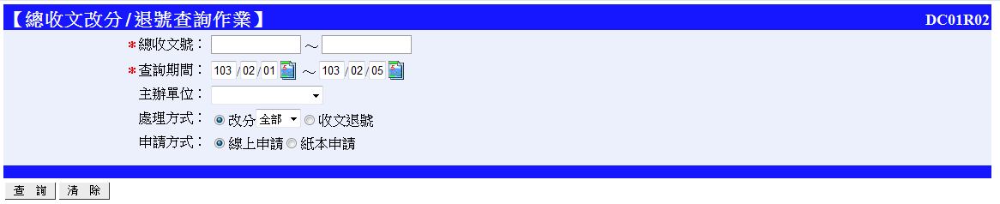 【總收文改分/退號查詢作業】 DC01R02
*總收文號： ～
*查詢期間：103/02/01 ～ 103/02/05
主辦單位：
處理方式： 改分 全部 收文退號
申請方式： 線上申請 紙本申請
查 詢 清 除